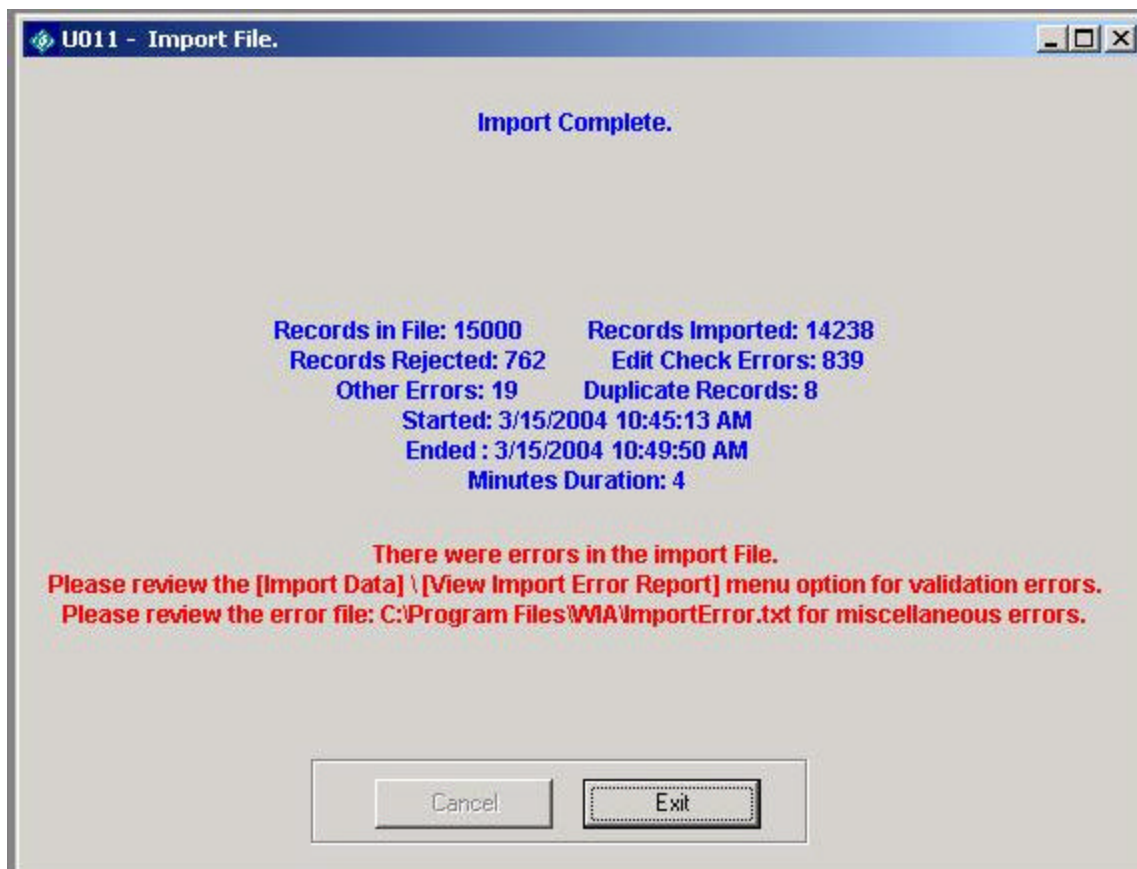 U011 - Import File.
Import Complete.
Records in File: 15000 Records Imported: 14238
Records Rejected: 762 Edit Check Errors: 839
Other Errors: 19 Duplicate Records: 8
Started: 3/15/2004 10:45:13 AM
Ended : 3/15/2004 10:49:50 AM
Minutes Duration: 4
There were errors in the import File.
Please review the [Import Data] \ [View Import Error Report] menu option for validation errors.
Please review the error file: C:\Program Files\WIA\ImportError.txt for miscellaneous errors.
Cancel Exit